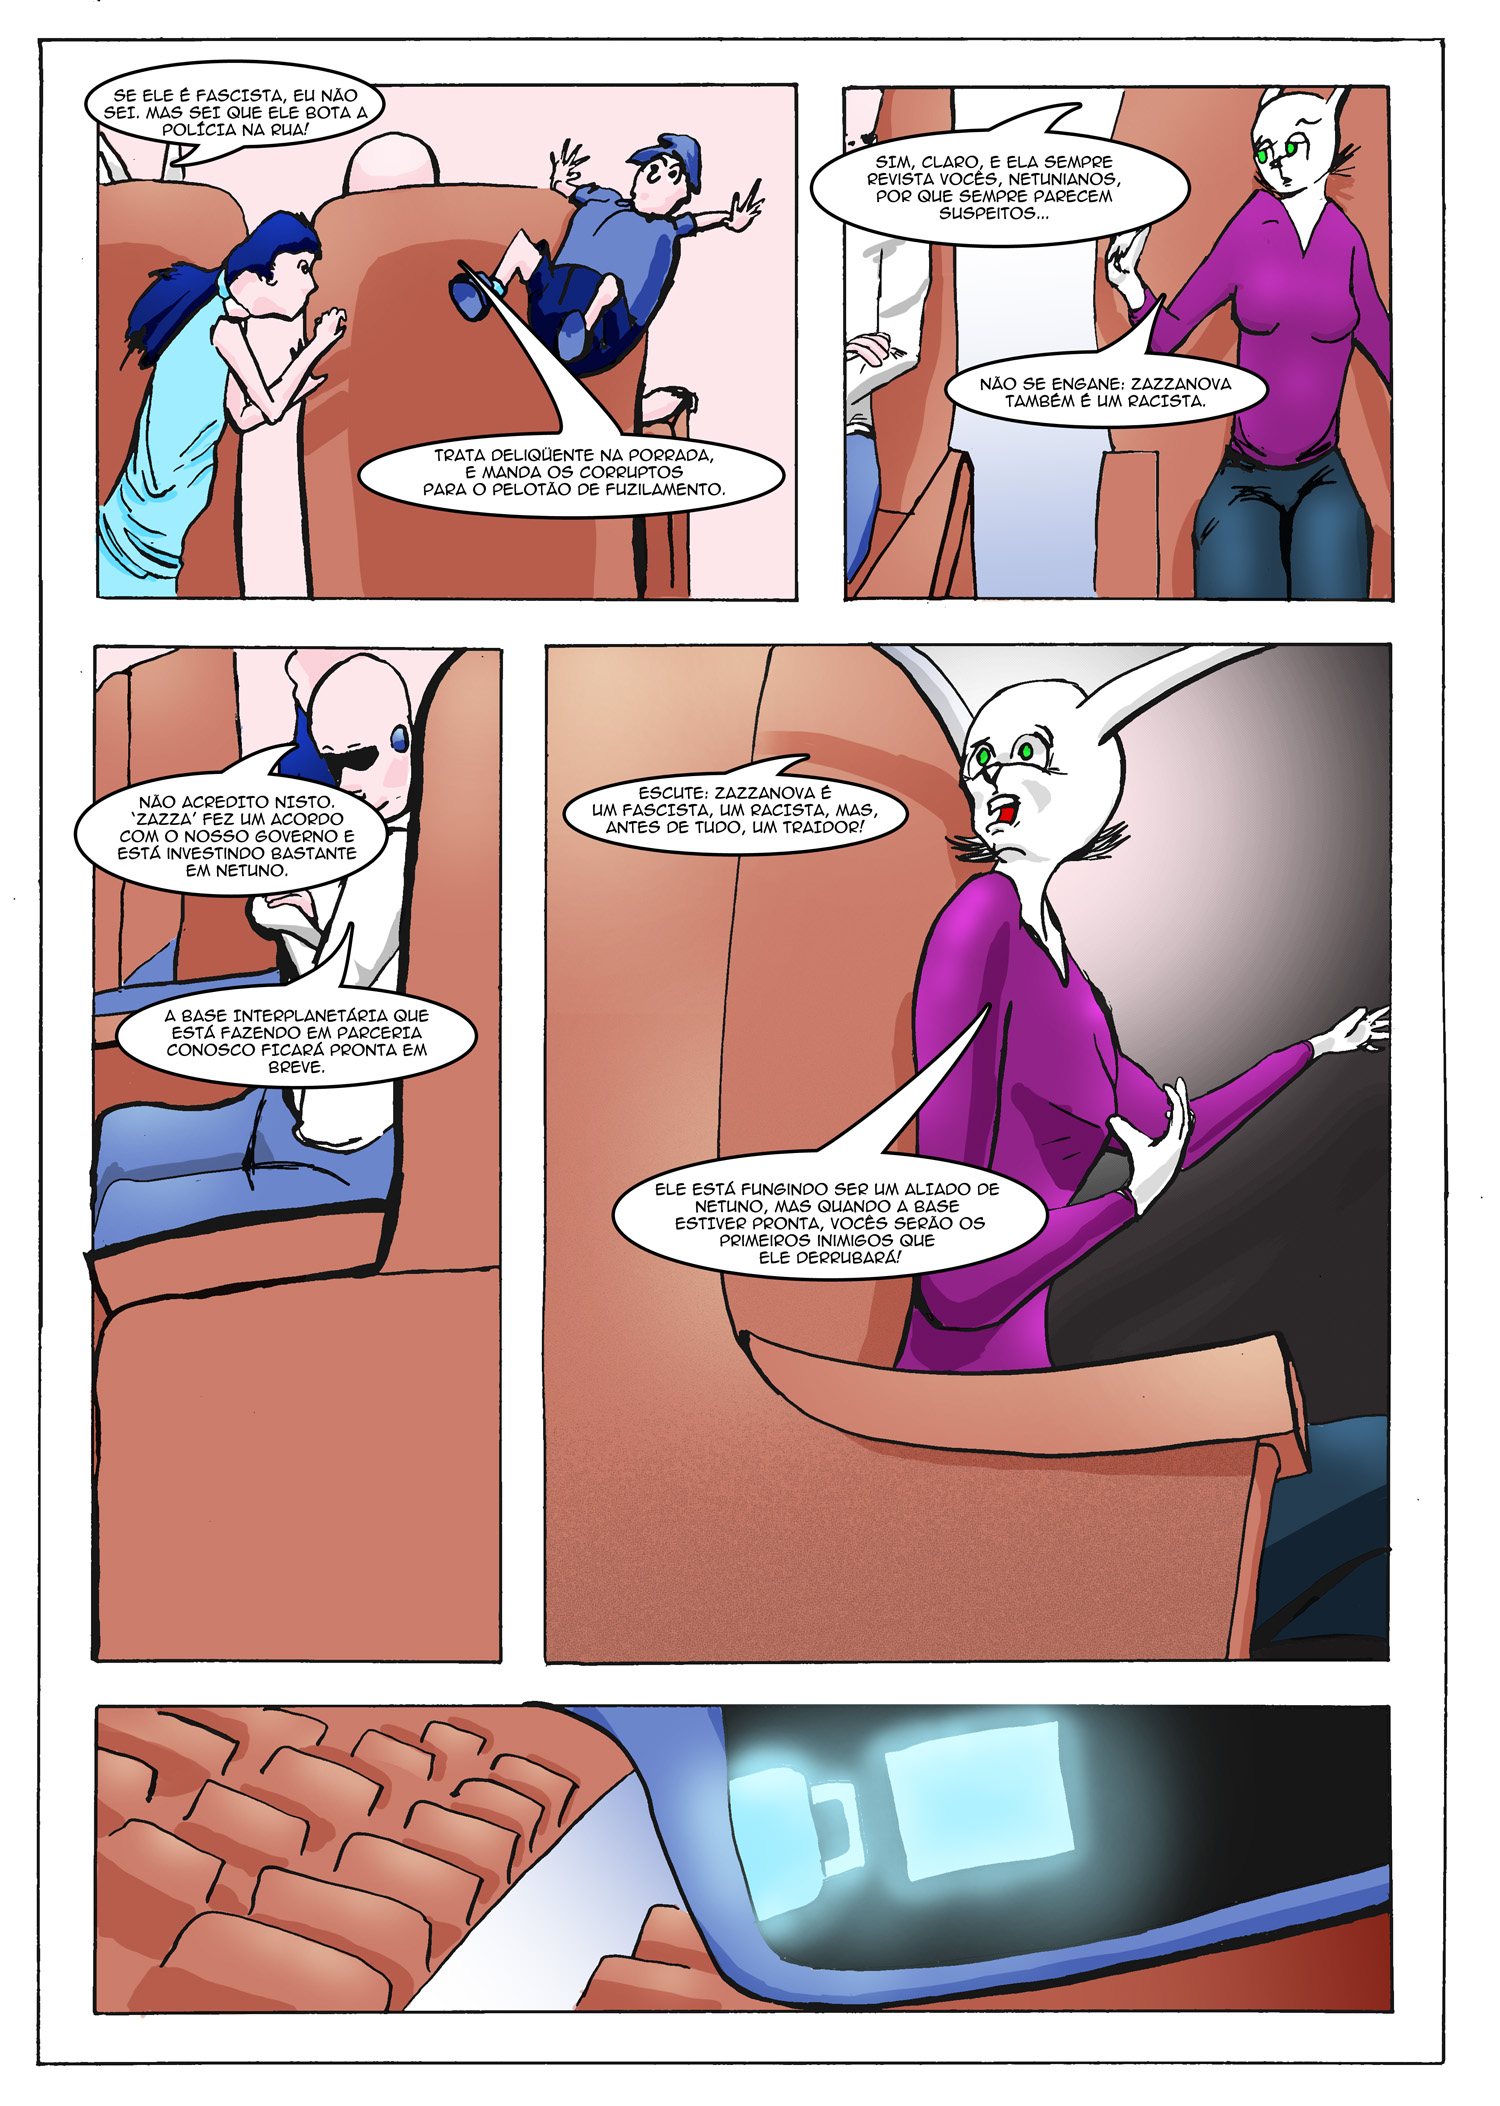 SE ELE É FASCISTA, EU NÃO
SEI. MAS SEI QUE ELE BOTA A
POLÍCIA NA RUA!
TRATA DELIQÜENTE NA PORRADA,
E MANDA OS CORRUPTOS
PARA O PELOTÃO DE FUZILAMENTO.
SIM, CLARO, E ELA SEMPRE
REVISTA VOCÊS, NETUNIANOS,
POR QUE SEMPRE PARECEM
SUSPEITOS...
NÃO SE ENGANE: ZAZZANOVA
TAMBÉM É UM RACISTA.
NÃO ACREDITO NISTO.
'ZAZZA' FEZ UM ACORDO
COM O NOSSO GOVERNO E
ESTÁ INVESTINDO BASTANTE
EM NETUNO.
A BASE INTERPLANETÁRIA QUE
ESTÁ FAZENDO EM PARCERIA
CONOSCO FICARÁ PRONTA EM
BREVE.
ESCUTE: ZAZZANOVA É
UM FASCISTA, UM RACISTA, MAS,
ANTES DE TUDO, UM TRAIDOR!
ELE ESTÁ FUNGINDO SER UM ALIADO DE
NETUNO, MAS QUANDO A BASE
ESTIVER PRONTA, VOCÊS SERÃO OS
PRIMEIROS INIMIGOS QUE
ELE DERRUBARÁ!